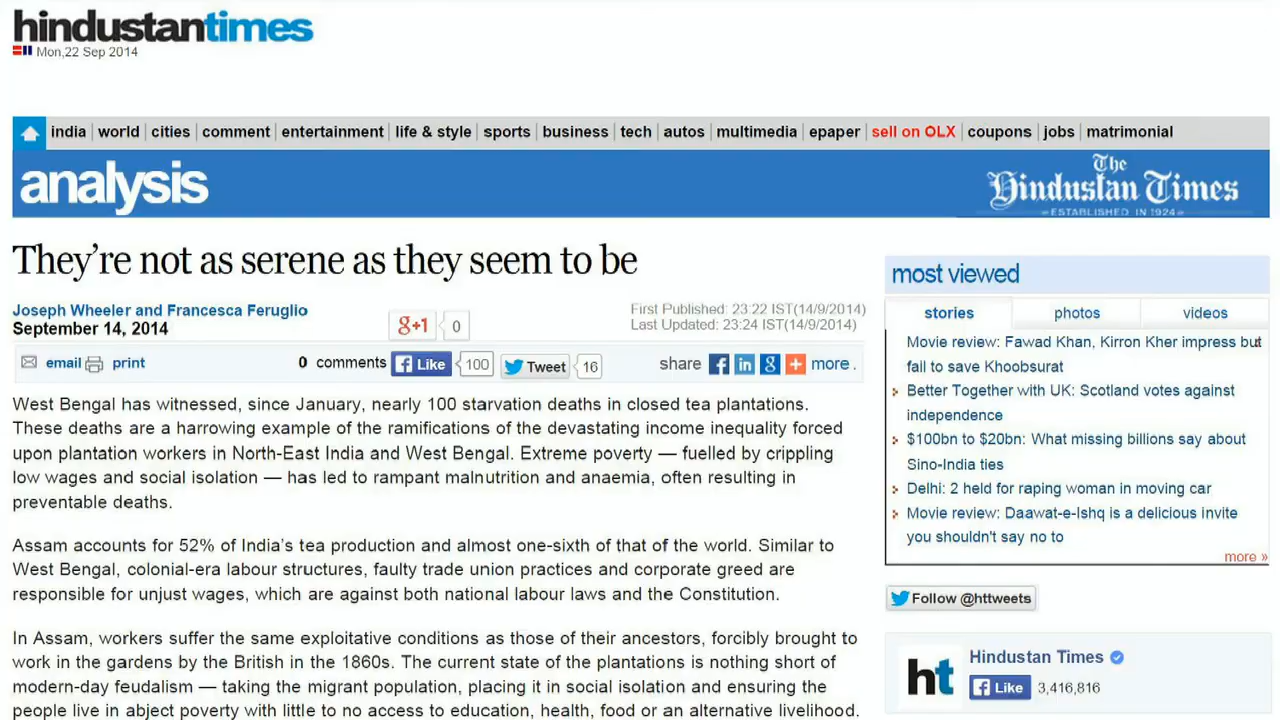 hindustantimes
Mon,22 Sep 2014
india world cities comment entertainment life & style sports business tech autos multimedia epaper sell on OLX coupons jobs matrimonial
analysis
The
Hindustan Times
ESTABLISHED IN 1924
They're not as serene as they seem to be
Joseph Wheeler and Francesca Feruglio
September 14, 2014
g+1 0
First Published: 23:22 IST(14/9/2014)
Last Updated: 23:24 IST(14/9/2014)
email print 0 comments Like 100 Tweet 16 share more .
West Bengal has witnessed, since January, nearly 100 starvation deaths in closed tea plantations.
These deaths are a harrowing example of the ramifications of the devastating income inequality forced
upon plantation workers in North-East India and West Bengal. Extreme poverty — fuelled by crippling
low wages and social isolation — has led to rampant malnutrition and anaemia, often resulting in
preventable deaths.
Assam accounts for 52% of India's tea production and almost one-sixth of that of the world. Similar to
West Bengal, colonial-era labour structures, faulty trade union practices and corporate greed are
responsible for unjust wages, which are against both national labour laws and the Constitution.
In Assam, workers suffer the same exploitative conditions as those of their ancestors, forcibly brought to
work in the gardens by the British in the 1860s. The current state of the plantations is nothing short of
modern-day feudalism — taking the migrant population, placing it in social isolation and ensuring the
people live in abject poverty with little to no access to education, health, food or an alternative livelihood.
most viewed
stories photos videos
Movie review: Fawad Khan, Kirron Kher impress but
fail to save Khoobsurat
Better Together with UK: Scotland votes against
independence
$100bn to $20bn: What missing billions say about
Sino-India ties
Delhi: 2 held for raping woman in moving car
Movie review: Daawat-e-Ishq is a delicious invite
you shouldn't say no to
more »
Follow @httweets
ht
Hindustan Times
Like 3,416,816